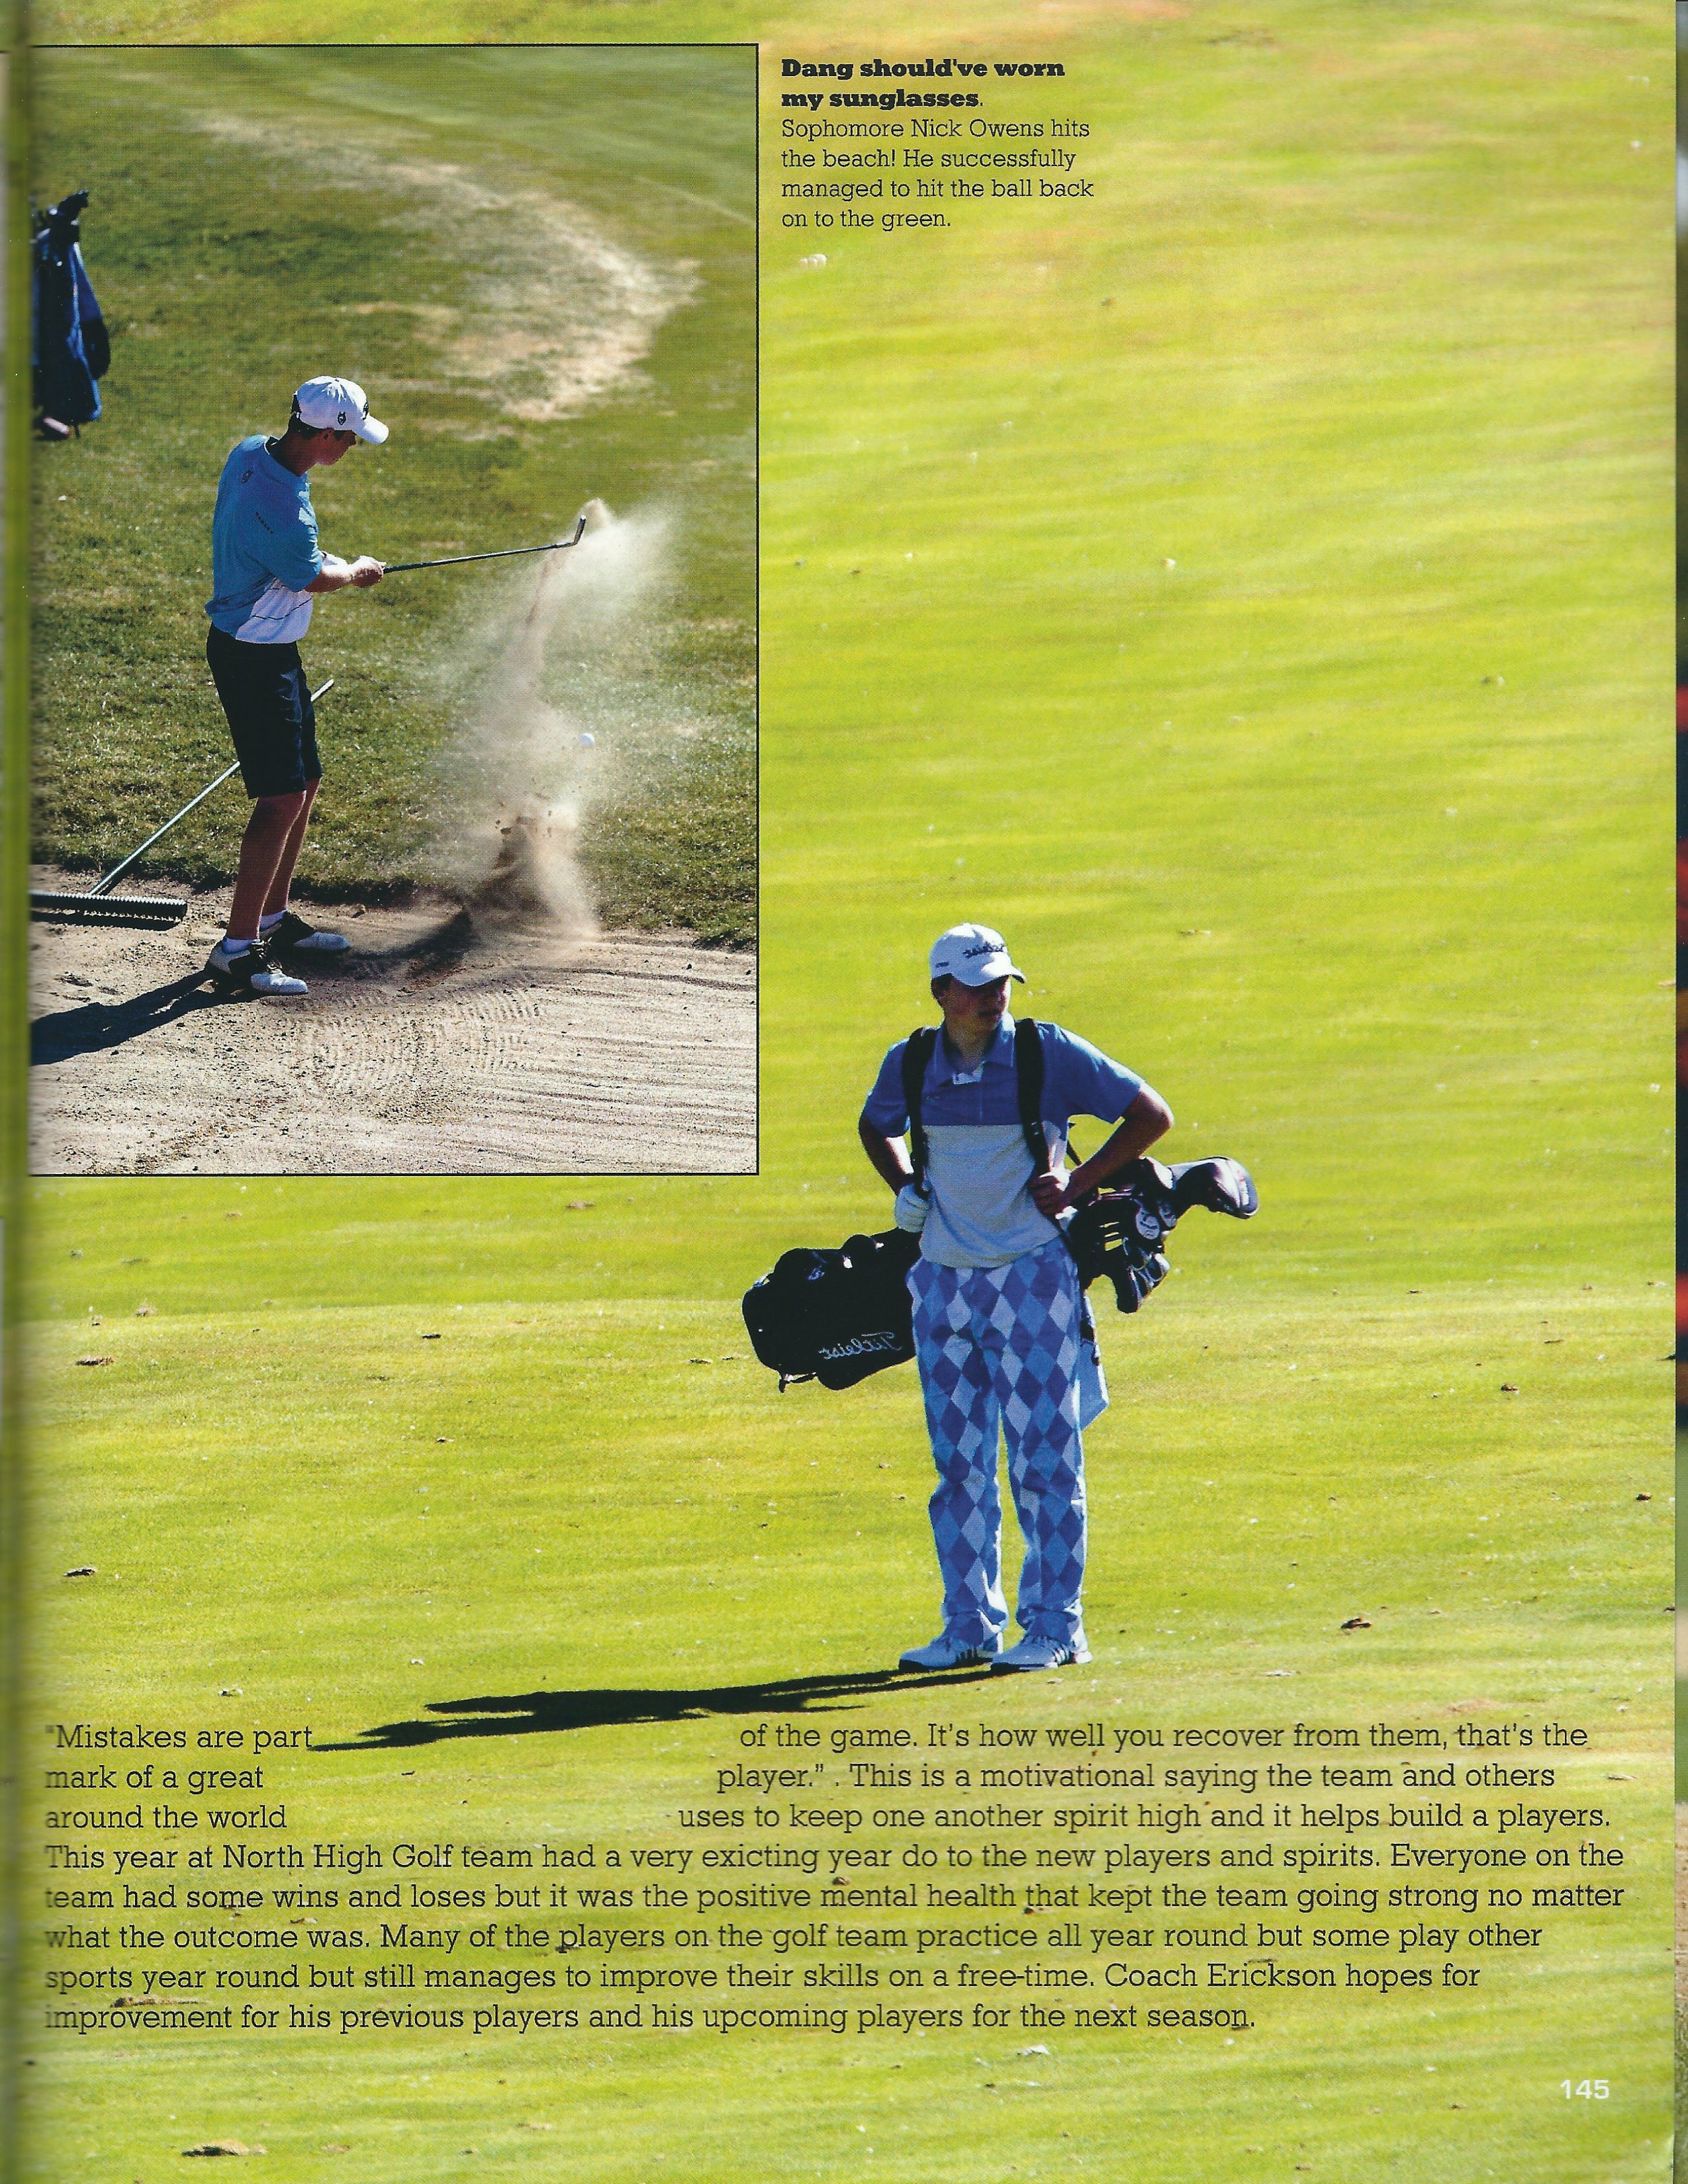 Dang should've worn
my sunglasses.
Sophomore Nick Owens hits
the beach! He successfully
managed to hit the ball back
on to the green.
Titleist
Titleist
"Mistakes are part of the game. It's how well you recover from them, that's the
mark of a great player." . This is a motivational saying the team and others
around the world uses to keep one another spirit high and it helps build a players.
This year at North High Golf team had a very exicting year do to the new players and spirits. Everyone on the
team had some wins and loses but it was the positive mental health that kept the team going strong no matter
what the outcome was. Many of the players on the golf team practice all year round but some play other
sports year round but still manages to improve their skills on a free-time. Coach Erickson hopes for
improvement for his previous players and his upcoming players for the next season.
145